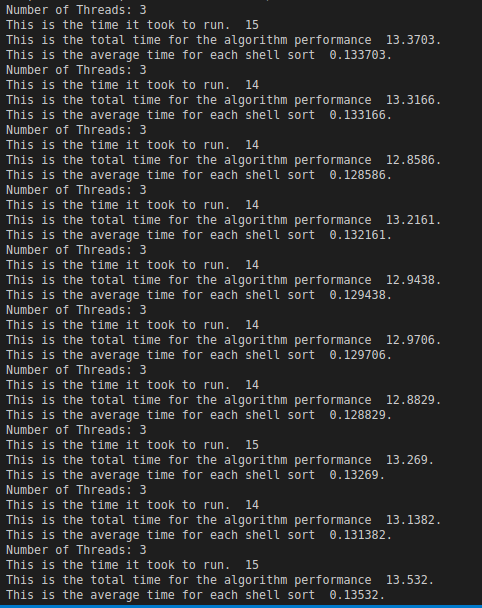 Number of Threads: 3
This is the time it took to run.  15
This is the total time for the algorithm performance  13.3703.
This is the average time for each shell sort  0.133703.
Number of Threads: 3
This is the time it took to run.  14
This is the total time for the algorithm performance  13.3166.
This is the average time for each shell sort  0.133166.
Number of Threads: 3
This is the time it took to run.  14
This is the total time for the algorithm performance  12.8586.
This is the average time for each shell sort  0.128586.
Number of Threads: 3
This is the time it took to run.  14
This is the total time for the algorithm performance  13.2161.
This is the average time for each shell sort  0.132161.
Number of Threads: 3
This is the time it took to run.  14
This is the total time for the algorithm performance  12.9438.
This is the average time for each shell sort  0.129438.
Number of Threads: 3
This is the time it took to run.  14
This is the total time for the algorithm performance  12.9706.
This is the average time for each shell sort  0.129706.
Number of Threads: 3
This is the time it took to run.  14
This is the total time for the algorithm performance  12.8829.
This is the average time for each shell sort  0.128829.
Number of Threads: 3
This is the time it took to run.  15
This is the total time for the algorithm performance  13.269.
This is the average time for each shell sort  0.13269.
Number of Threads: 3
This is the time it took to run.  14
This is the total time for the algorithm performance  13.1382.
This is the average time for each shell sort  0.131382.
Number of Threads: 3
This is the time it took to run.  15
This is the total time for the algorithm performance  13.532.
This is the average time for each shell sort  0.13532.